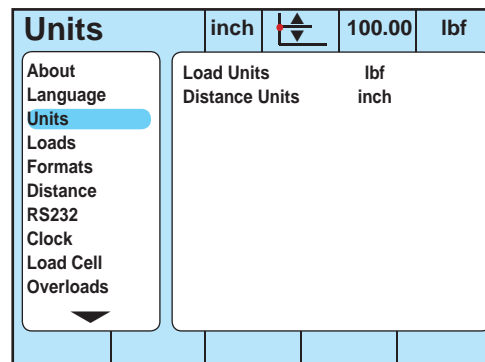 Units inch 100.00 lbf
About
Language
Units
Loads
Formats
Distance
RS232
Clock
Load Cell
Overloads
Load Units lbf
Distance Units inch